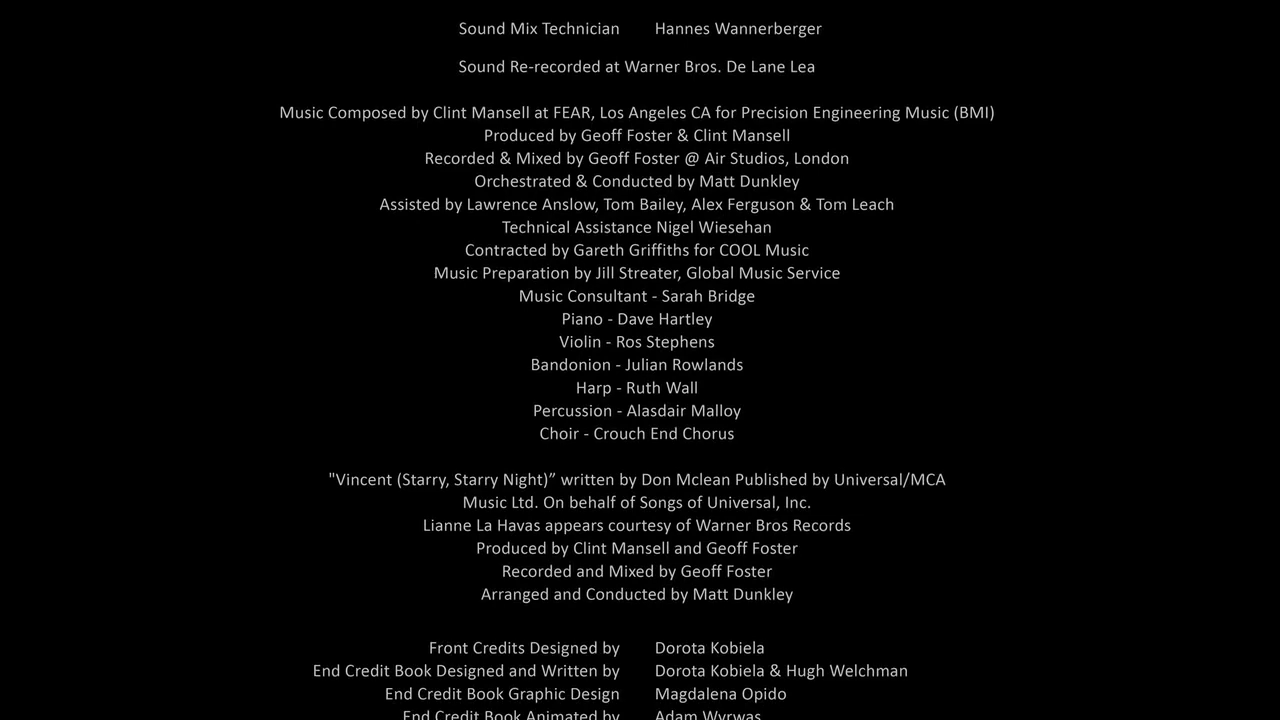 Sound Mix Technician Hannes Wannerberger
Sound Re-recorded at Warner Bros. De Lane Lea
Music Composed by Clint Mansell at FEAR, Los Angeles CA for Precision Engineering Music (BMI)
Produced by Geoff Foster & Clint Mansell
Recorded & Mixed by Geoff Foster @ Air Studios, London
Orchestrated & Conducted by Matt Dunkley
Assisted by Lawrence Anslow, Tom Bailey, Alex Ferguson & Tom Leach
Technical Assistance Nigel Wiesehan
Contracted by Gareth Griffiths for COOL Music
Music Preparation by Jill Streater, Global Music Service
Music Consultant - Sarah Bridge
Piano - Dave Hartley
Violin - Ros Stephens
Bandonion - Julian Rowlands
Harp - Ruth Wall
Percussion - Alasdair Malloy
Choir - Crouch End Chorus
"Vincent (Starry, Starry Night)” written by Don Mclean Published by Universal/MCA
Music Ltd. On behalf of Songs of Universal, Inc.
Lianne La Havas appears courtesy of Warner Bros Records
Produced by Clint Mansell and Geoff Foster
Recorded and Mixed by Geoff Foster
Arranged and Conducted by Matt Dunkley
Front Credits Designed by Dorota Kobiela
End Credit Book Designed and Written by Dorota Kobiela & Hugh Welchman
End Credit Book Graphic Design Magdalena Opido
End Credit Book Animated by Adam Wyrwas